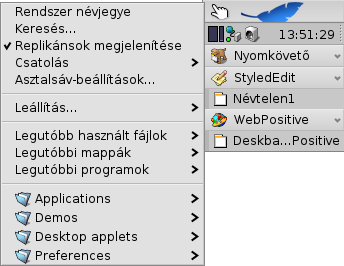 Rendszer névjegye
Keresés...
Replikánsok megjelenítése
Csatolás
Asztalsáv-beállítások...
Leállítás...
Legutóbb használt fájlok
Legutóbbi mappák
Legutóbbi programok
Applications
Demos
Desktop applets
Preferences
13:51:29
Nyomkövető
StyledEdit
Névtelen1
WebPositive
Deskba...Positive